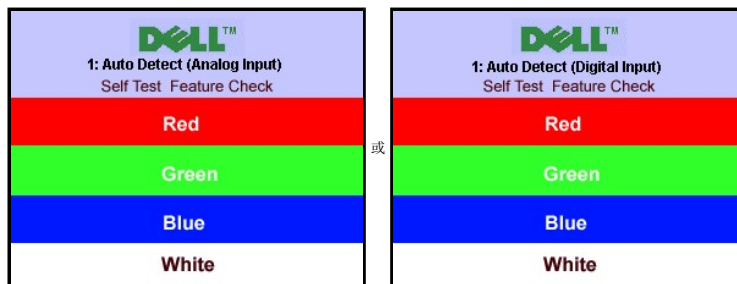 DELL™
1: Auto Detect (Analog Input)
Self Test Feature Check
Red
Green
Blue
White
或
DELL™
1: Auto Detect (Digital Input)
Self Test Feature Check
Red
Green
Blue
White